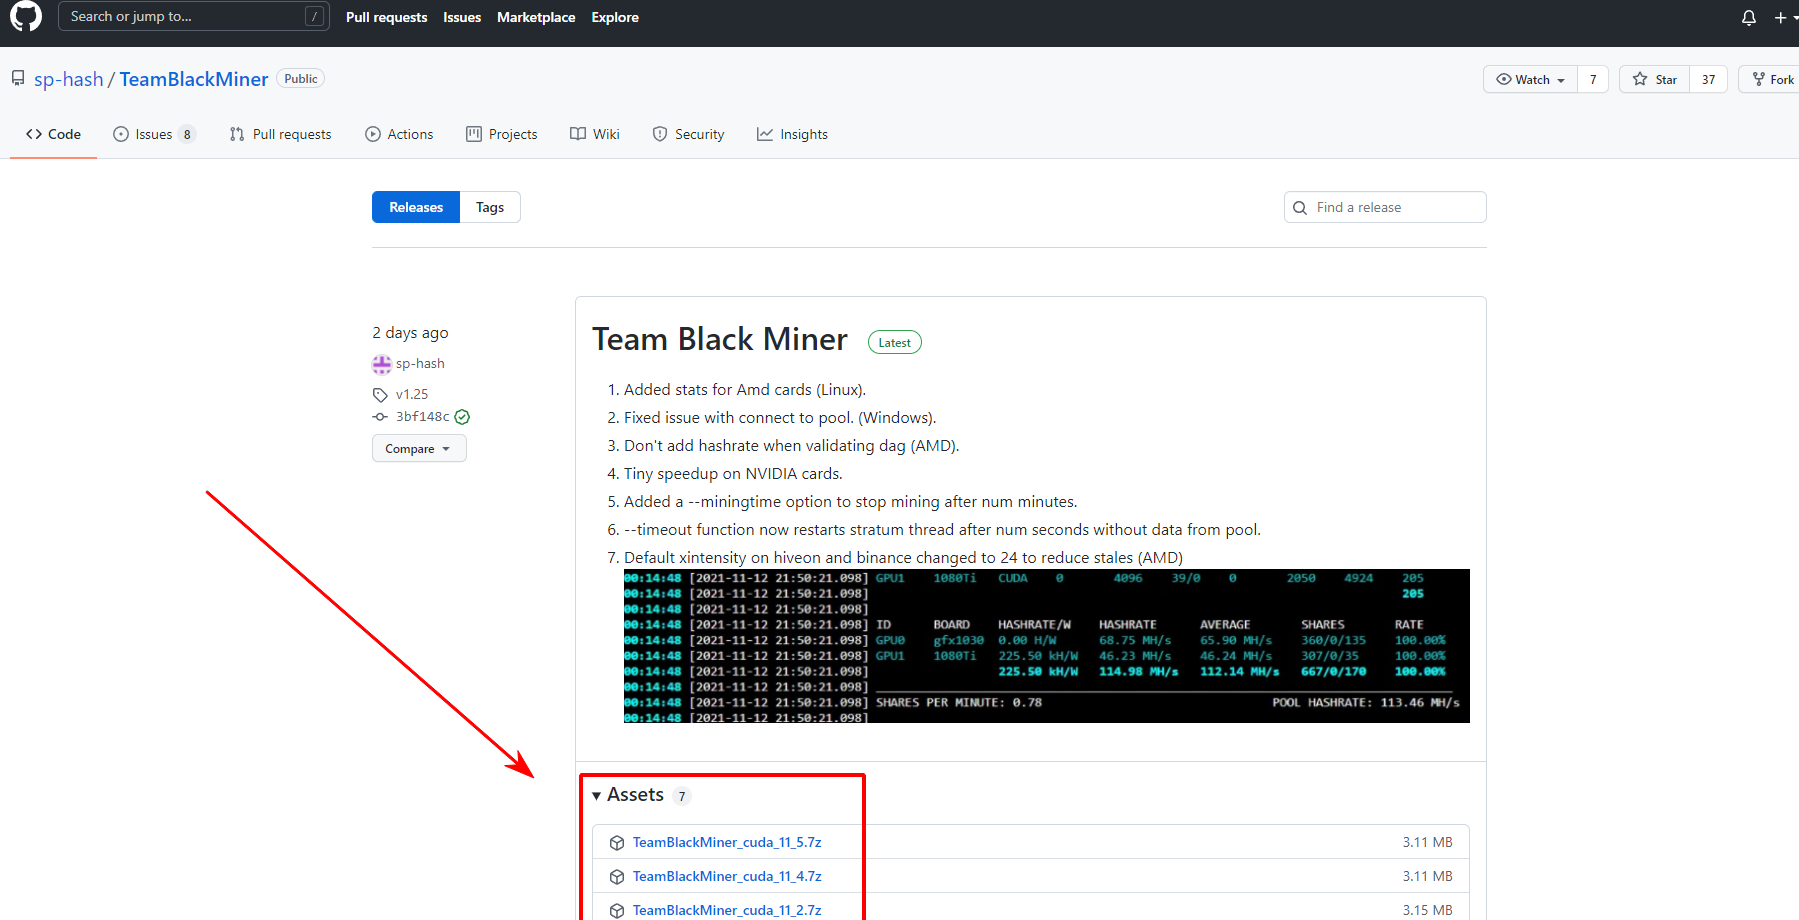 Search or jump to... /
Pull requests Issues Marketplace Explore
sp-hash / TeamBlackMiner Public
Watch 7 Star 37 Fork
Code Issues 8 Pull requests Actions Projects Wiki Security Insights
Releases Tags
Find a release
2 days ago
sp-hash
v1.25
3bf148c
Compare
Team Black Miner Latest
1. Added stats for Amd cards (Linux).
2. Fixed issue with connect to pool. (Windows).
3. Don't add hashrate when validating dag (AMD).
4. Tiny speedup on NVIDIA cards.
5. Added a --miningtime option to stop mining after num minutes.
6. --timeout function now restarts stratum thread after num seconds without data from pool.
7. Default xintensity on hiveon and binance changed to 24 to reduce stales (AMD)
00:14:48 [2021-11-12 21:50:21.098] GPU1 1080Ti CUDA 0 4096 39/0 0 2050 4924 205
00:14:48 [2021-11-12 21:50:21.098] 205
00:14:48 [2021-11-12 21:50:21.098]
00:14:48 [2021-11-12 21:50:21.098] ID BOARD HASHRATE/W HASHRATE AVERAGE SHARES RATE
00:14:48 [2021-11-12 21:50:21.098] GPU0 gfx1030 0.00 H/W 68.75 MH/s 65.90 MH/s 360/0/135 100.00%
00:14:48 [2021-11-12 21:50:21.098] GPU1 1080Ti 225.50 kH/W 46.23 MH/s 46.24 MH/s 307/0/35 100.00%
00:14:48 [2021-11-12 21:50:21.098] 225.50 kH/W 114.98 MH/s 112.14 MH/s 667/0/170 100.00%
00:14:48 [2021-11-12 21:50:21.098]
00:14:48 [2021-11-12 21:50:21.098] SHARES PER MINUTE: 0.78 POOL HASHRATE: 113.46 MH/s
00:14:48 [2021-11-12 21:50:21.098]
Assets 7
TeamBlackMiner_cuda_11_5.7z 3.11 MB
TeamBlackMiner_cuda_11_4.7z 3.11 MB
TeamBlackMiner_cuda_11_2.7z 3.15 MB